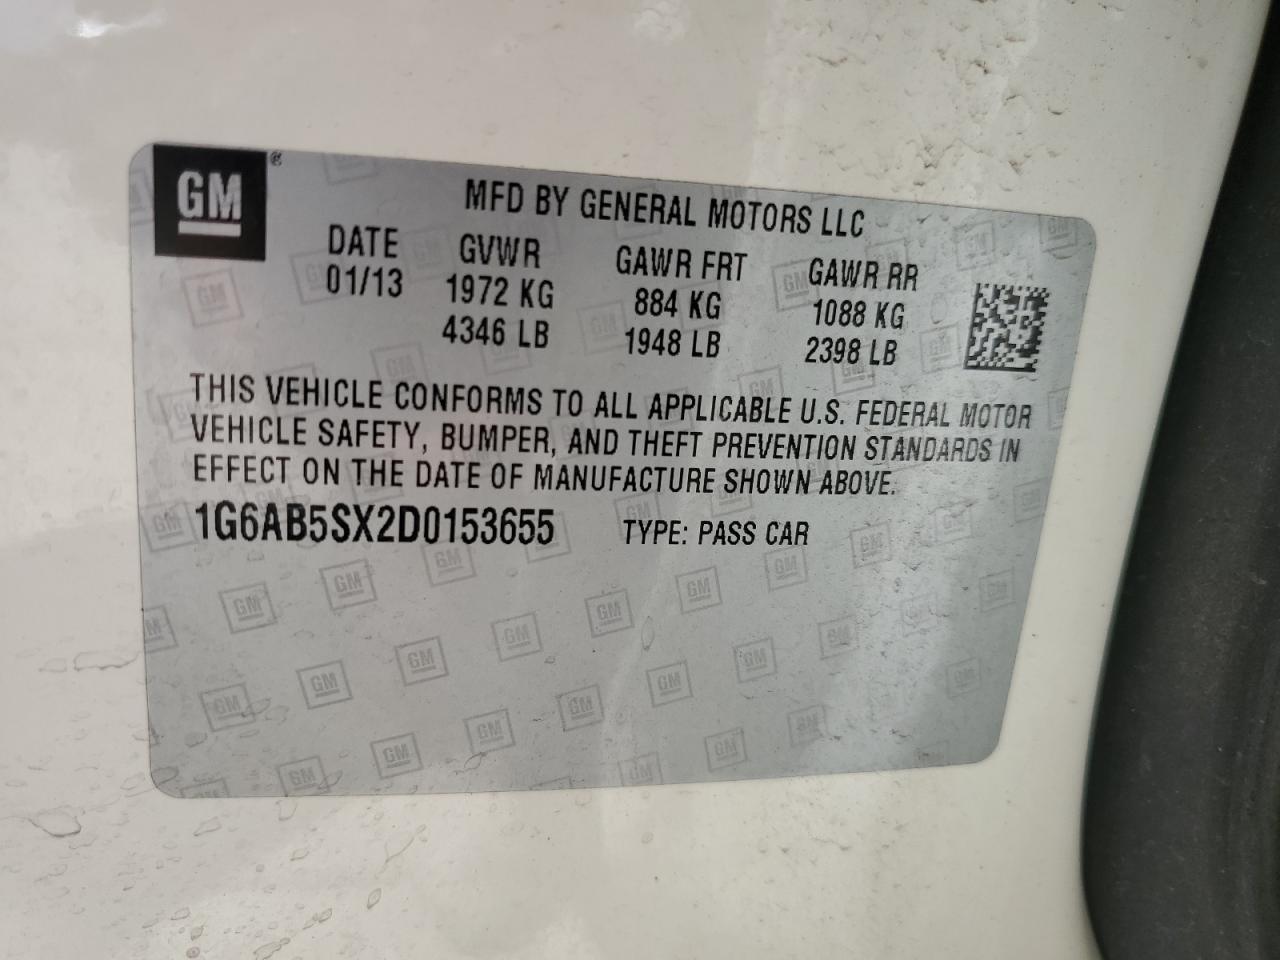 GM®
MFD BY GENERAL MOTORS LLC
DATE GVWR GAWR FRT GAWR RR
01/13 1972 KG 884 KG 1088 KG
4346 LB 1948 LB 2398 LB
THIS VEHICLE CONFORMS TO ALL APPLICABLE U.S. FEDERAL MOTOR
VEHICLE SAFETY, BUMPER, AND THEFT PREVENTION STANDARDS IN
EFFECT ON THE DATE OF MANUFACTURE SHOWN ABOVE.
1G6AB5SX2D0153655 TYPE: PASS CAR